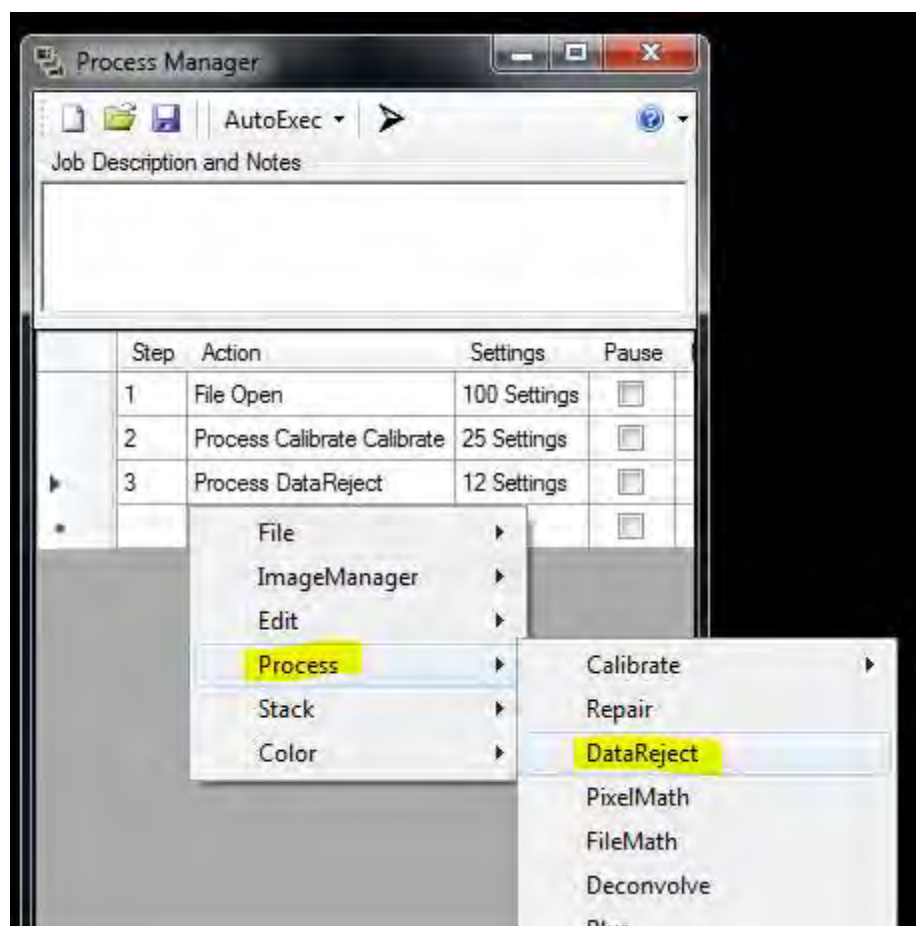 Process Manager
AutoExec
Job Description and Notes
Step Action Settings Pause
1 File Open 100 Settings
2 Process Calibrate Calibrate 25 Settings
3 Process DataReject 12 Settings
File
ImageManager
Edit
Process
Stack
Color
Calibrate
Repair
DataReject
PixelMath
FileMath
Deconvolve